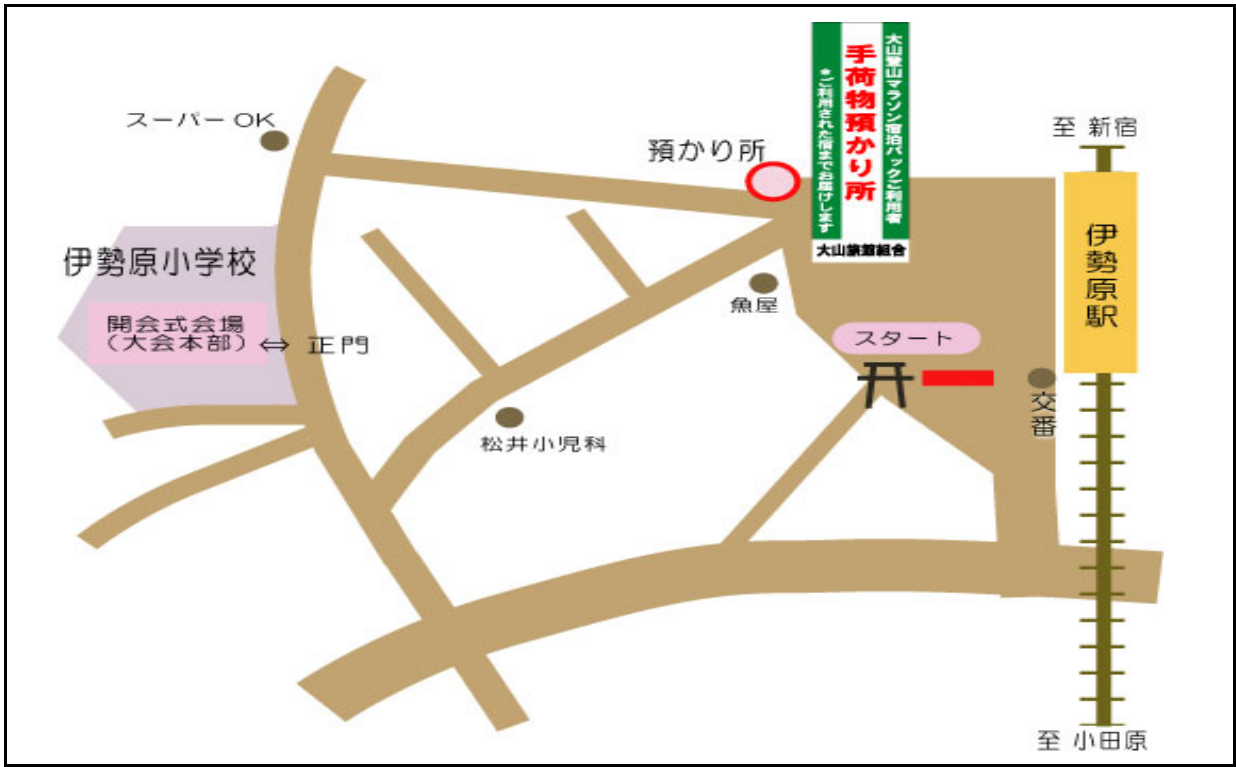 大山登山マラソン宿泊パックご利用者
手荷物預かり所
*ご利用された宿までお届けします
大山旅館組合
スーパー OK
預かり所
至 新宿
伊勢原駅
伊勢原小学校
開会式会場
(大会本部)
⇔ 正門
魚屋
スタート
交番
松井小児科
至 小田原